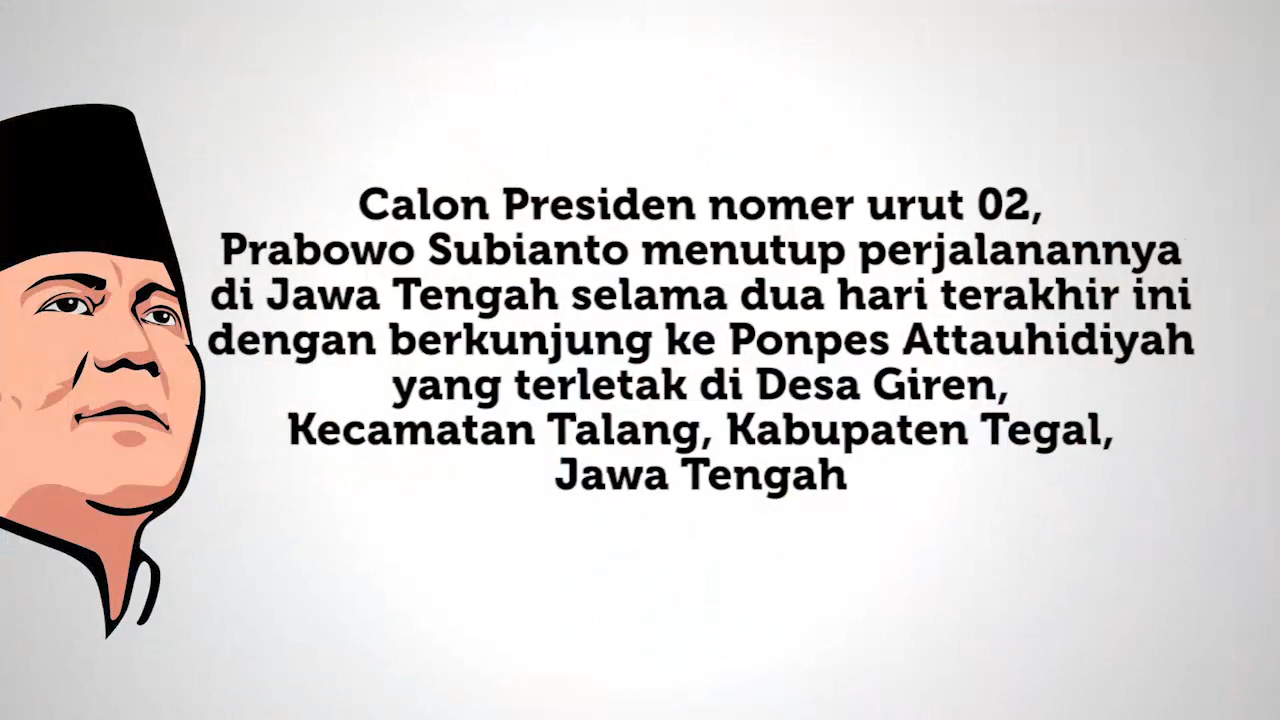 Calon Presiden nomer urut 02,
Prabowo Subianto menutup perjalanannya
di Jawa Tengah selama dua hari terakhir ini
dengan berkunjung ke Ponpes Attauhidiyah
yang terletak di Desa Giren,
Kecamatan Talang, Kabupaten Tegal,
Jawa Tengah